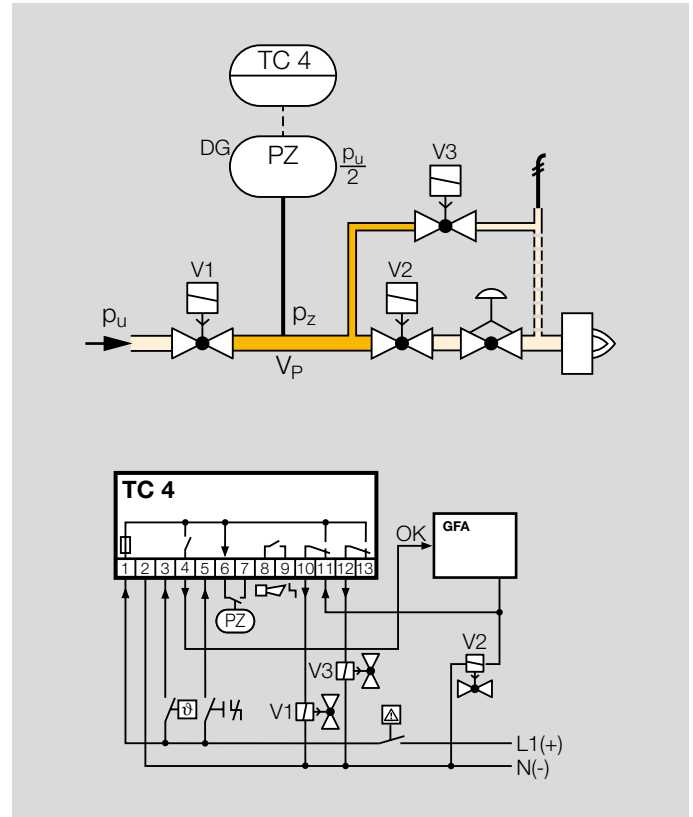 TC 4
DG
PZ
pu
2
V3
V1
V2
pu
pz
VP
TC 4
OK
GFA
1 2 3 4 5 6 7 8 9 10 11 12 13
PZ
V2
V3
ϑ
V1
L1(+)
N(-)